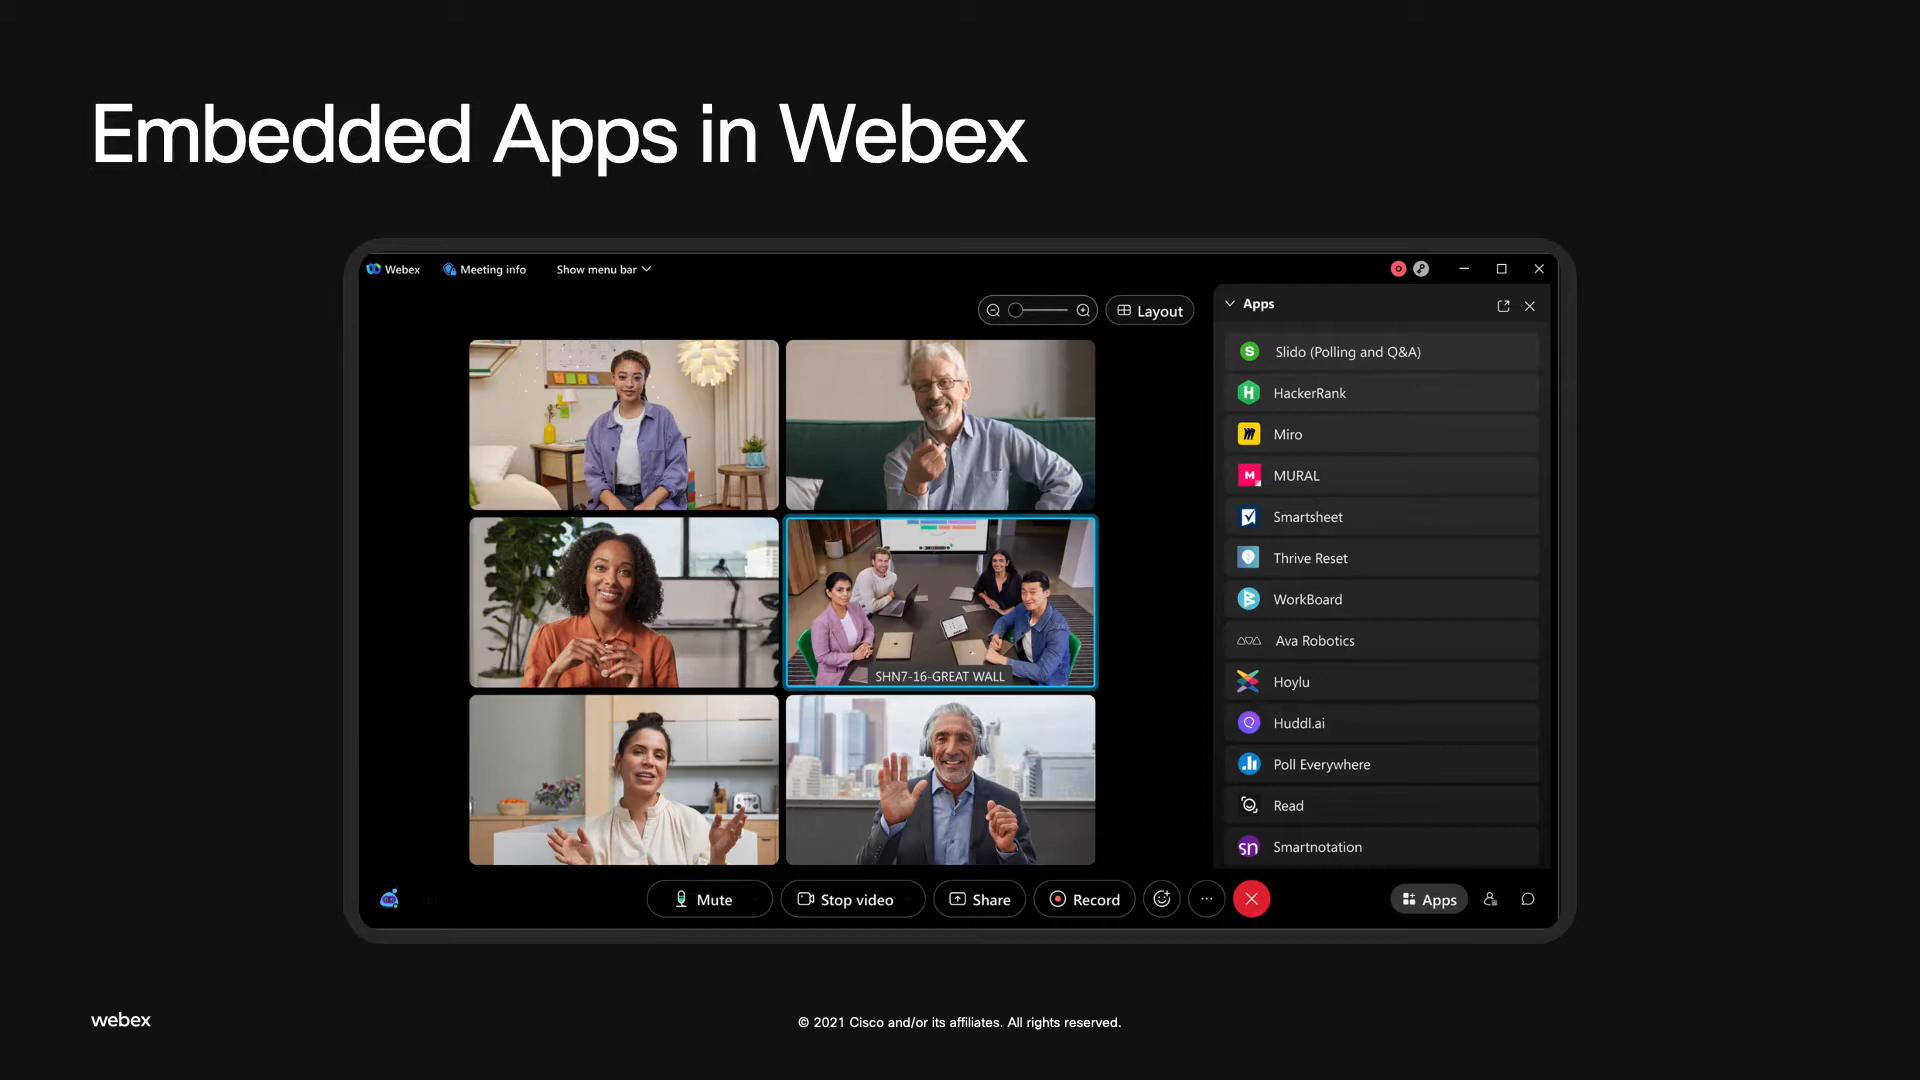 Embedded Apps in Webex
Webex
Meeting info
Show menu bar
Layout
Apps
Slido (Polling and Q&A)
HackerRank
Miro
MURAL
Smartsheet
Thrive Reset
WorkBoard
Ava Robotics
Hoylu
Huddl.ai
Poll Everywhere
Read
Smartnotation
SHN7-16-GREAT WALL
Mute
Stop video
Share
Record
Apps
webex
© 2021 Cisco and/or its affiliates. All rights reserved.